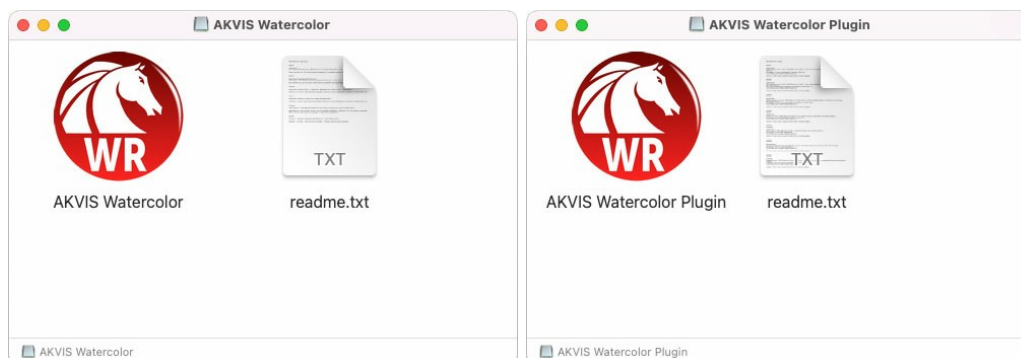 AKVIS Watercolor
WR
TXT
AKVIS Watercolor
readme.txt
AKVIS Watercolor
AKVIS Watercolor Plugin
WR
TXT
AKVIS Watercolor Plugin
readme.txt
AKVIS Watercolor Plugin